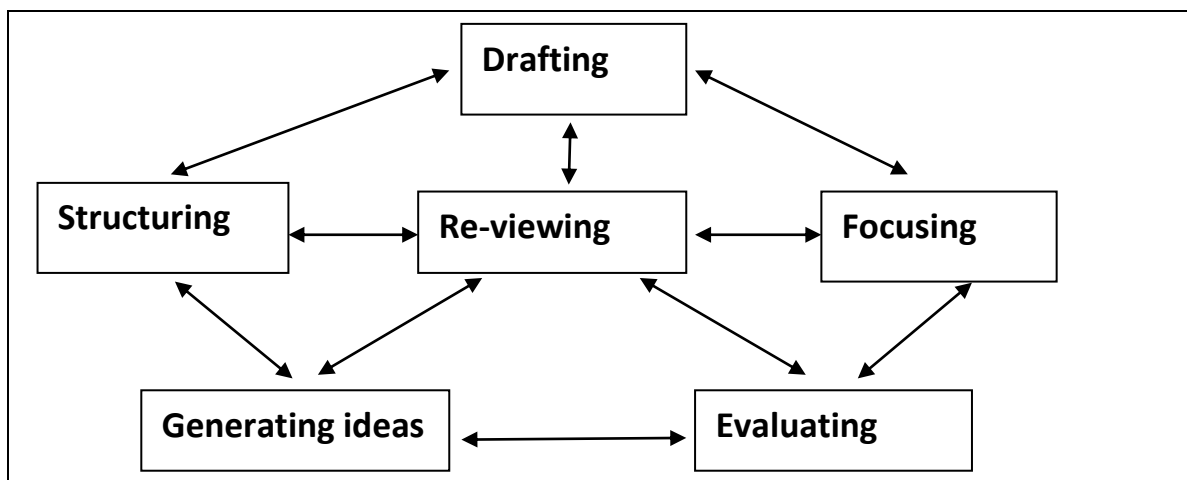 Drafting
Structuring
Re-viewing
Focusing
Generating ideas
Evaluating